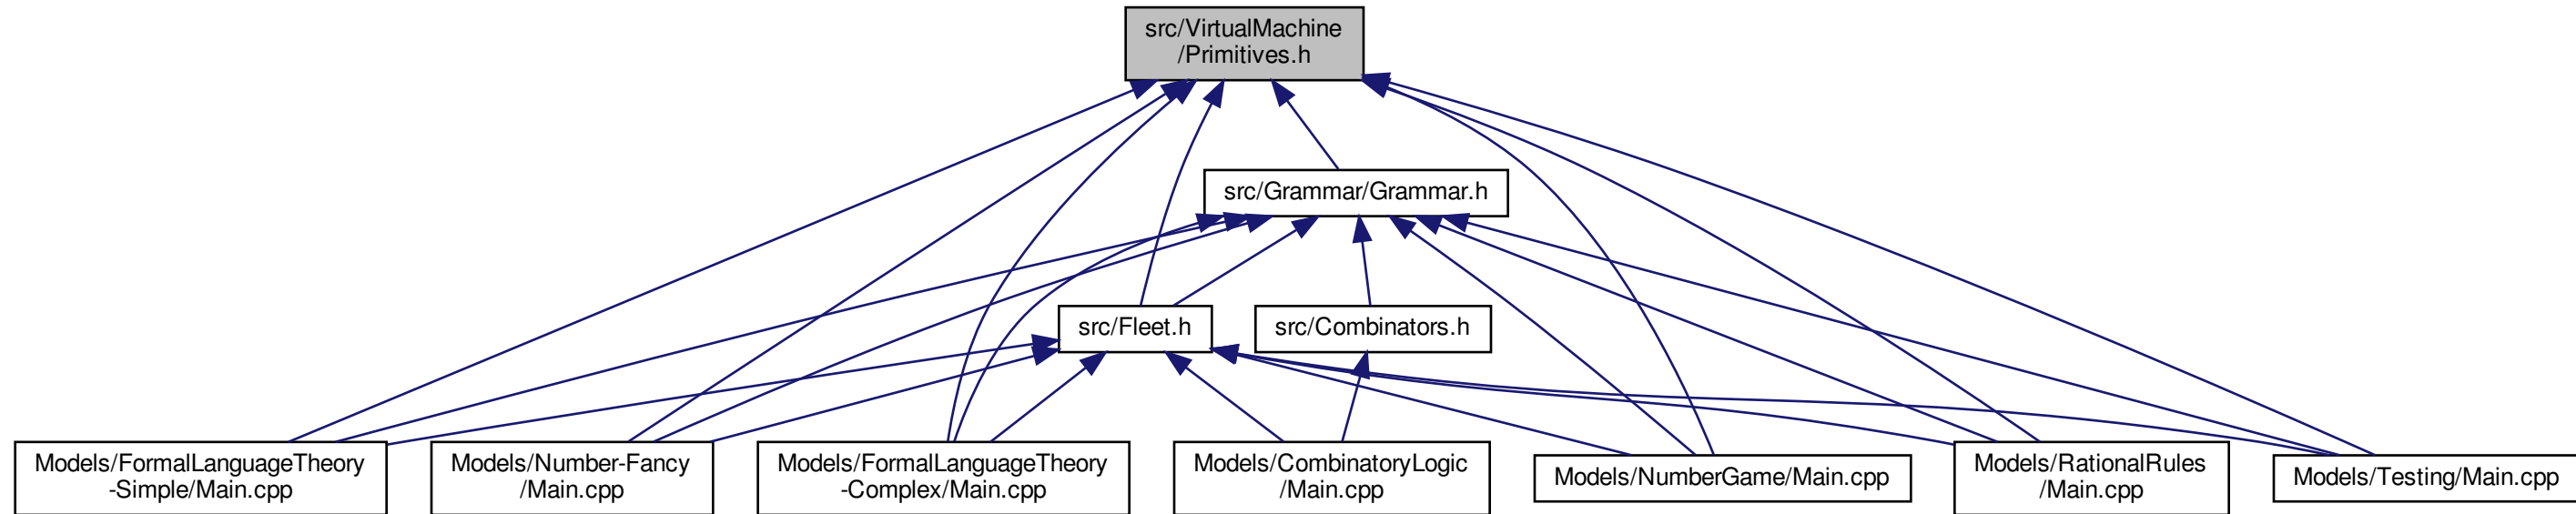 src/VirtualMachine
/Primitives.h
src/Grammar/Grammar.h
src/Fleet.h
src/Combinators.h
Models/FormalLanguageTheory
-Simple/Main.cpp
Models/Number-Fancy
/Main.cpp
Models/FormalLanguageTheory
-Complex/Main.cpp
Models/CombinatoryLogic
/Main.cpp
Models/NumberGame/Main.cpp
Models/RationalRules
/Main.cpp
Models/Testing/Main.cpp